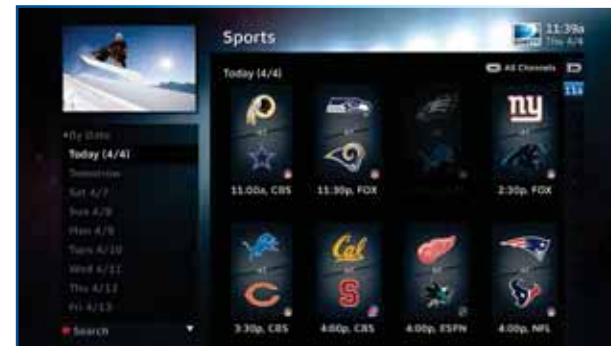 Sports
11:39a
Thu 4/4
Today (4/4)
All Channels
11a
By Date
Today (4/4)
Tomorrow
Sat 4/7
Sun 4/8
Mon 4/9
Tues 4/10
Wed 4/11
Thu 4/12
Fri 4/13
Search
ny
11:00a, CBS
11:30p, FOX
2:30p, FOX
Cal
S
3:30p, CBS
4:00p, CBS
4:00p, ESPN
4:00p, NFL